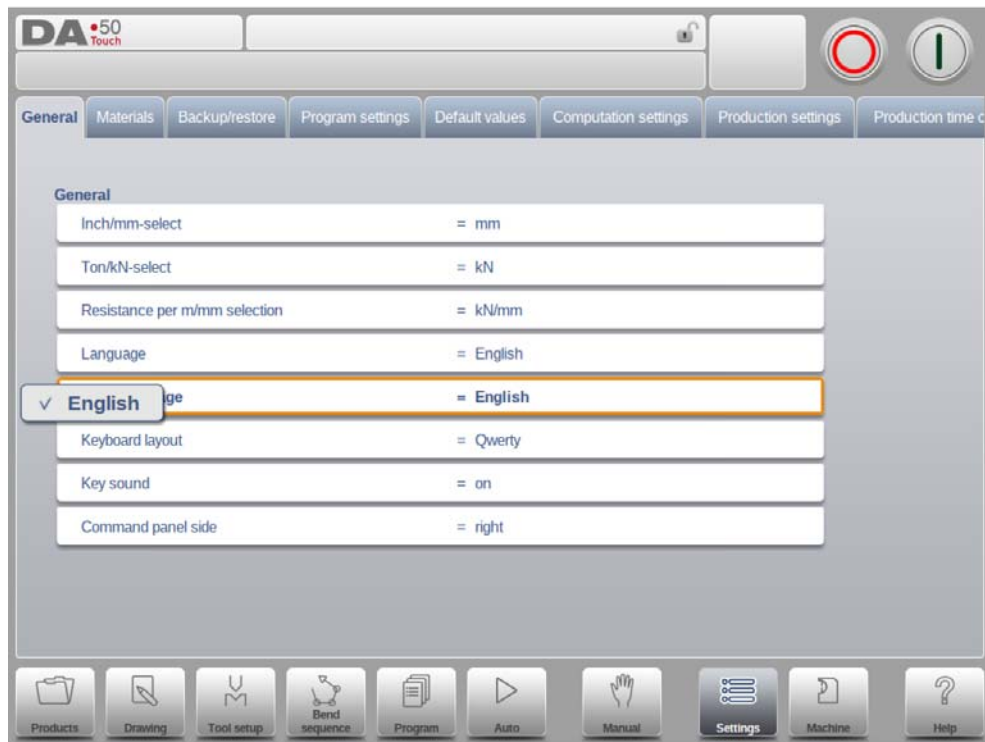 DA•50
Touch
General Materials Backup/restore Program settings Default values Computation settings Production settings Production time c
General
Inch/mm-select = mm
Ton/kN-select = kN
Resistance per m/mm selection = kN/mm
Language = English
✓ English ge = English
Keyboard layout = Qwerty
Key sound = on
Command panel side = right
Products Drawing Tool setup Bend sequence Program Auto Manual Settings Machine Help